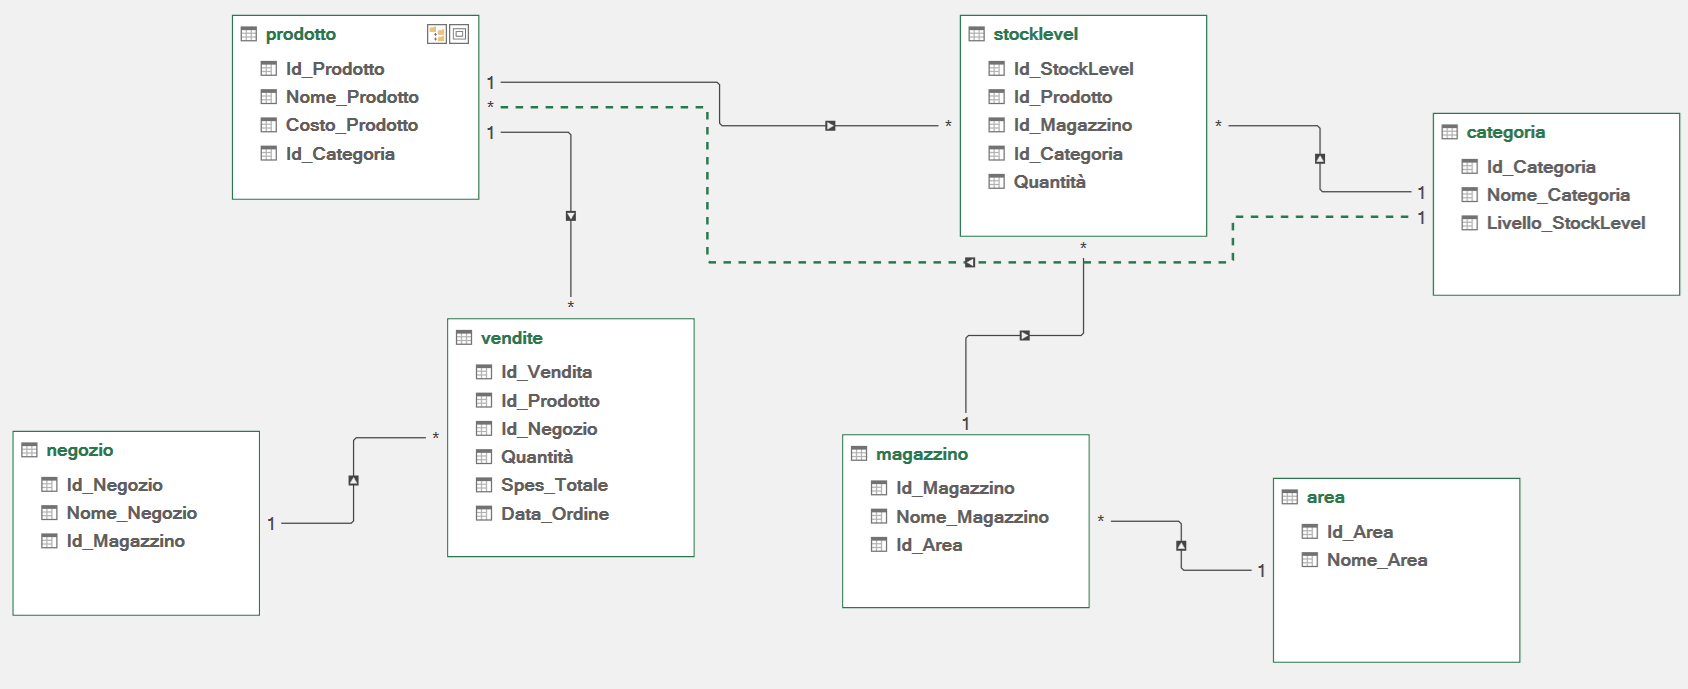 prodotto
Id_Prodotto
Nome_Prodotto
Costo_Prodotto
Id_Categoria
1
*
1
stocklevel
Id_StockLevel
Id_Prodotto
Id_Magazzino
Id_Categoria
Quantità
*
*
*
categoria
Id_Categoria
Nome_Categoria
Livello_StockLevel
1
1
*
vendite
Id_Vendita
Id_Prodotto
Id_Negozio
Quantità
Spes_Totale
Data_Ordine
*
negozio
Id_Negozio
Nome_Negozio
Id_Magazzino
1
1
magazzino
Id_Magazzino
Nome_Magazzino
Id_Area
*
area
Id_Area
Nome_Area
1